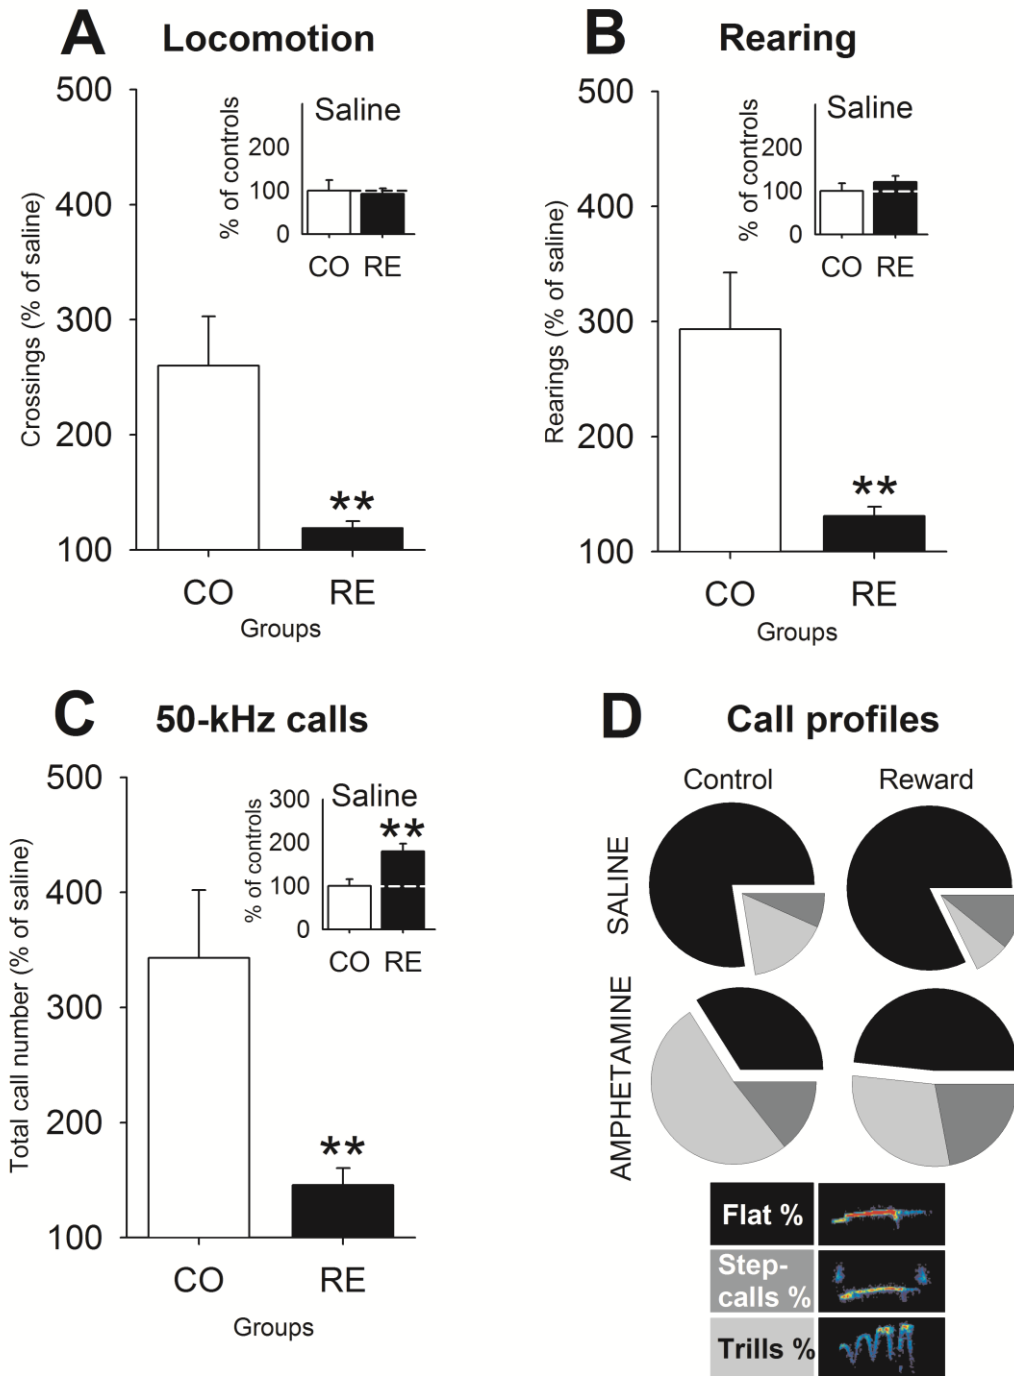 A Locomotion
500
400
300
200
100
Crossings (% of saline)
% of controls
Saline
200
100
0
CO RE
**
CO RE
Groups
B Rearing
500
400
300
200
100
Rearings (% of saline)
% of controls
Saline
200
100
0
CO RE
**
CO RE
Groups
C 50-kHz calls
500
400
300
200
100
Total call number (% of saline)
% of controls
300
200
100
0
Saline
**
CO RE
**
CO RE
Groups
D Call profiles
Control Reward
SALINE
AMPHETAMINE
Flat %
Step-
calls %
Trills %